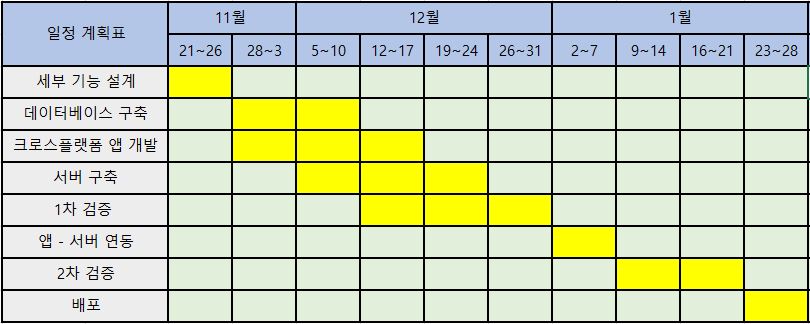 일정 계획표
11월 12월 1월
21~26 28~3 5~10 12~17 19~24 26~31 2~7 9~14 16~21 23~28
세부 기능 설계
데이터베이스 구축
크로스플랫폼 앱 개발
서버 구축
1차 검증
앱 - 서버 연동
2차 검증
배포